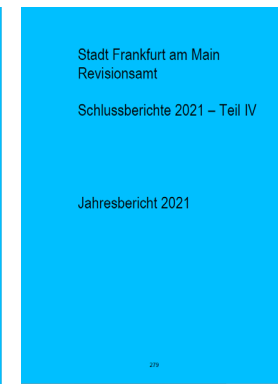 Stadt Frankfurt am Main
Revisionsamt
Schlussberichte 2021 – Teil IV
Jahresbericht 2021
279